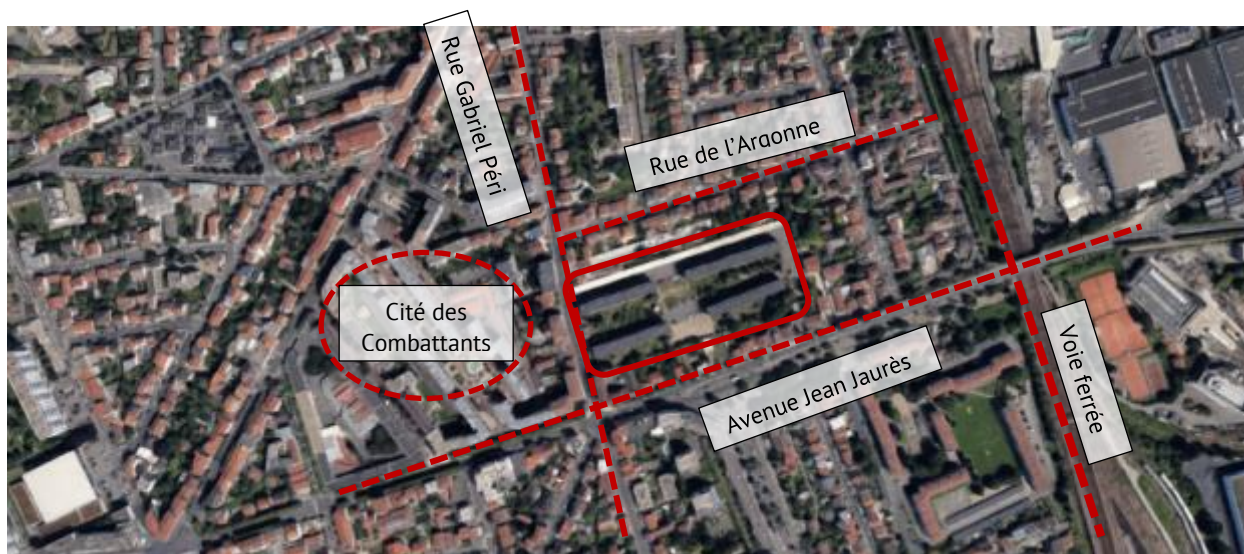 Rue Gabriel Péri
Rue de l'Argonne
Cité des
Combattants
Avenue Jean Jaurès
Voie ferrée